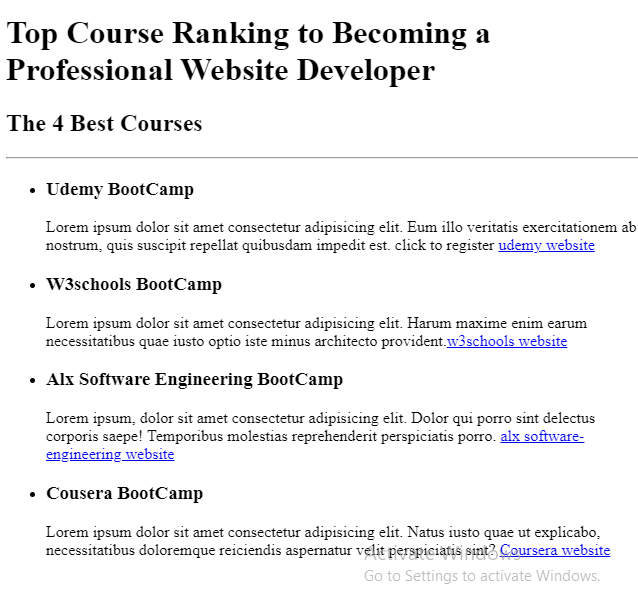 Top Course Ranking to Becoming a
Professional Website Developer
The 4 Best Courses
Udemy BootCamp
Lorem ipsum dolor sit amet consectetur adipisicing elit. Eum illo veritatis exercitationem ab
nostrum, quis suscipit repellat quibusdam impedit est. click to register udemy website
W3schools BootCamp
Lorem ipsum dolor sit amet consectetur adipisicing elit. Harum maxime enim earum
necessitatibus quae iusto optio iste minus architecto provident.w3schools website
Alx Software Engineering BootCamp
Lorem ipsum, dolor sit amet consectetur adipisicing elit. Dolor qui porro sint delectus
corporis saepe! Temporibus molestias reprehenderit perspiciatis porro. alx software-
engineering website
Cousera BootCamp
Lorem ipsum dolor sit amet consectetur adipisicing elit. Natus iusto quae ut explicabo,
necessitatibus doloremque reiciendis aspernatur velit perspiciatis sint? Coursera website
Activate Windows
Go to Settings to activate Windows.